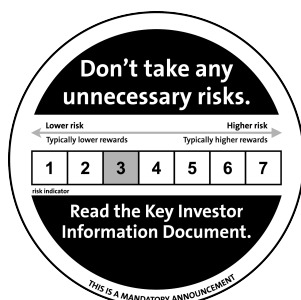 Don't take any
unnecessary risks.
Lower risk Higher risk
Typically lower rewards Typically higher rewards
1 2 3 4 5 6 7
risk indicator
Read the Key Investor
Information Document.
THIS IS A MANDATORY ANNOUNCEMENT